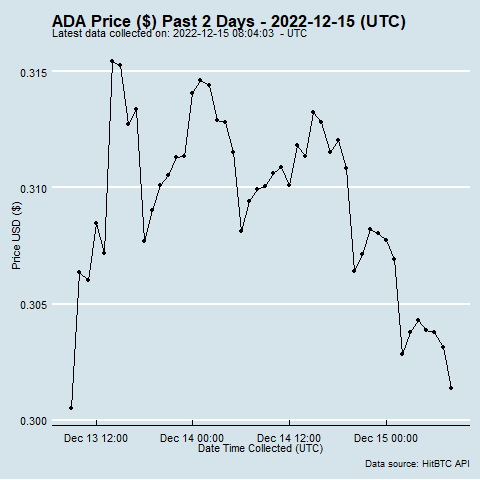 ADA Price ($) Past 2 Days - 2022-12-15 (UTC)
Latest data collected on: 2022-12-15 08:04:03  - UTC
0.315
0.310
0.305
0.300
Price USD ($)
Dec 13 12:00
Dec 14 00:00
Dec 14 12:00
Dec 15 00:00
Date Time Collected (UTC)
Data source: HitBTC API